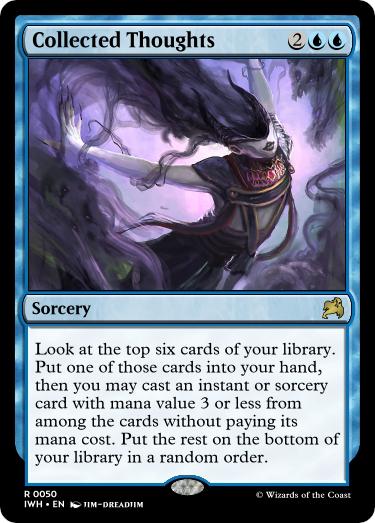 Collected Thoughts 2
Sorcery
Look at the top six cards of your library.
Put one of those cards into your hand,
then you may cast an instant or sorcery
card with mana value 3 or less from
among the cards without paying its
mana cost. Put the rest on the bottom of
your library in a random order.
R 0050
IWH • EN JIM-DREADJIM
© Wizards of the Coast